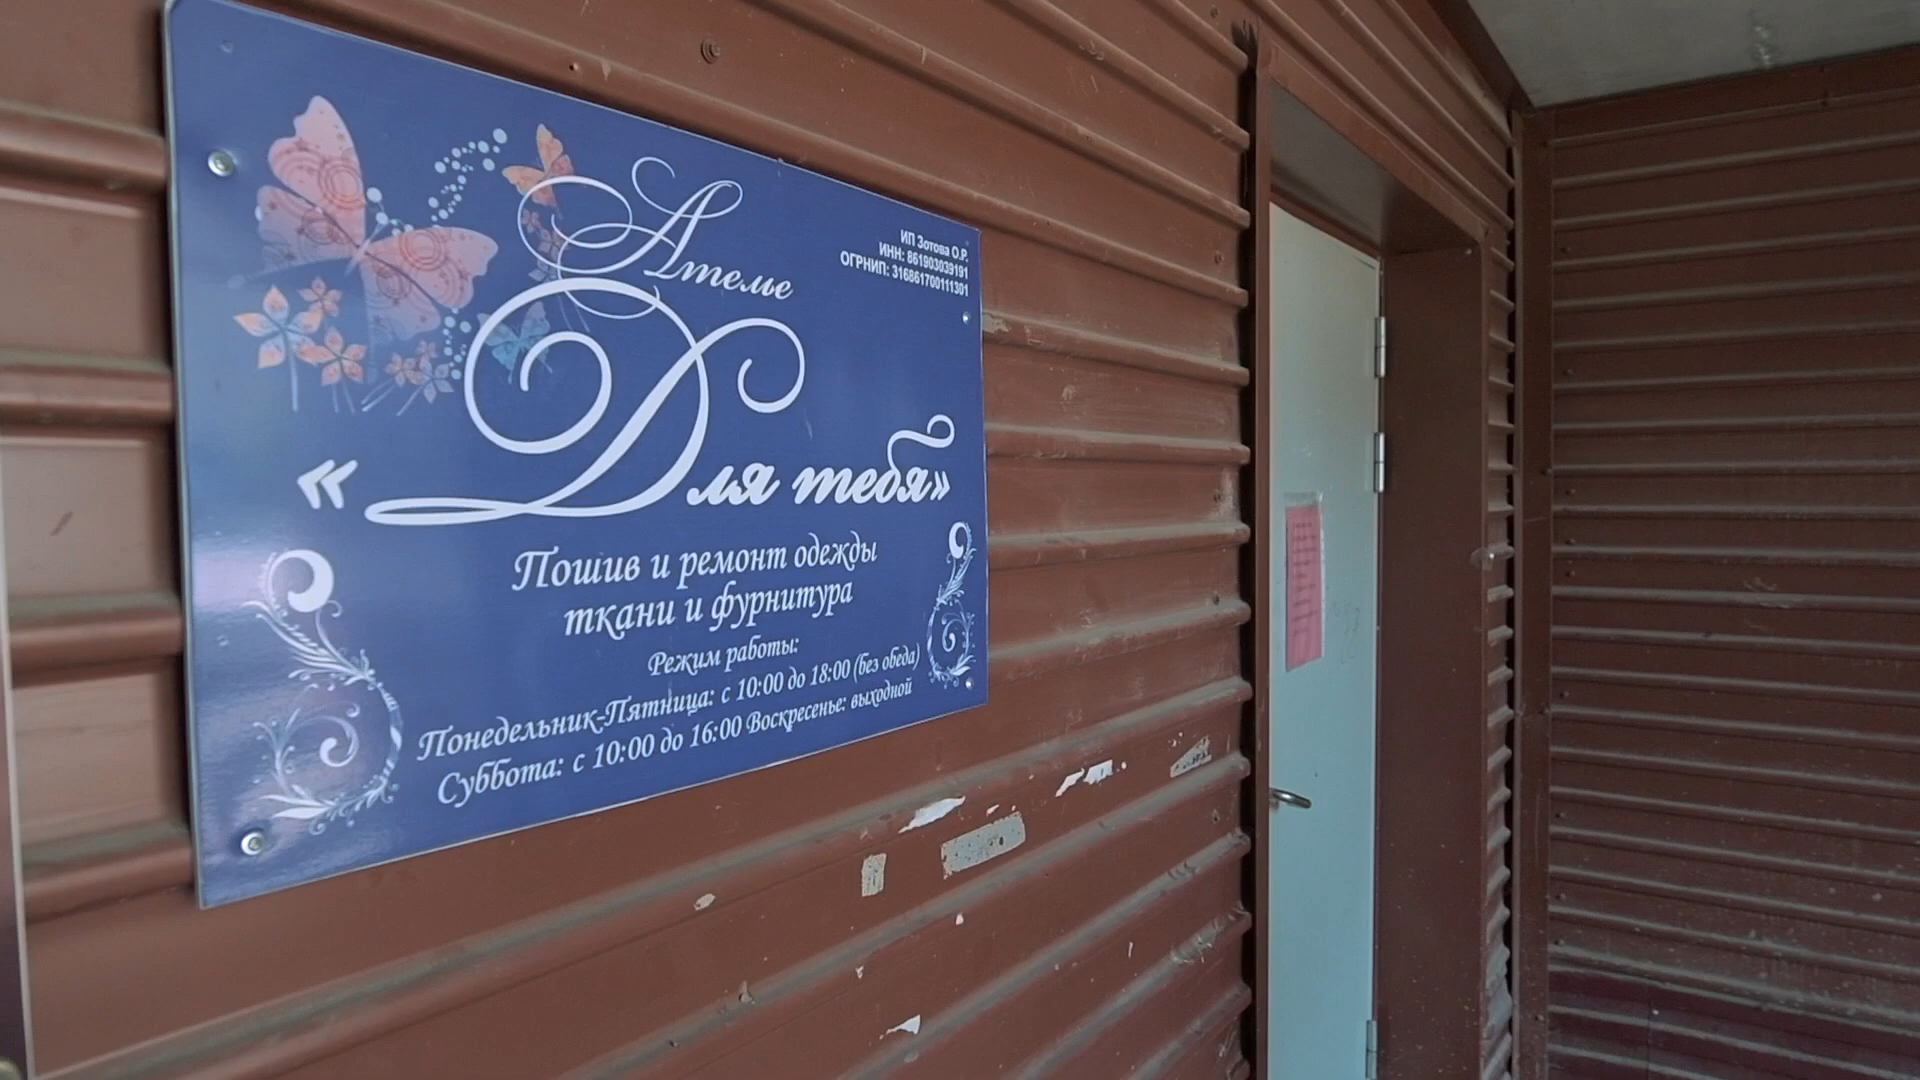 Ателье
ИП Зотова О.Р.
ИНН: 861903039191
ОГРНИП: 316861700111301
«Для тебя»
Пошив и ремонт одежды
ткани и фурнитура
Режим работы:
Понедельник-Пятница: с 10:00 до 18:00 (без обеда)
Суббота: с 10:00 до 16:00 Воскресенье: выходной